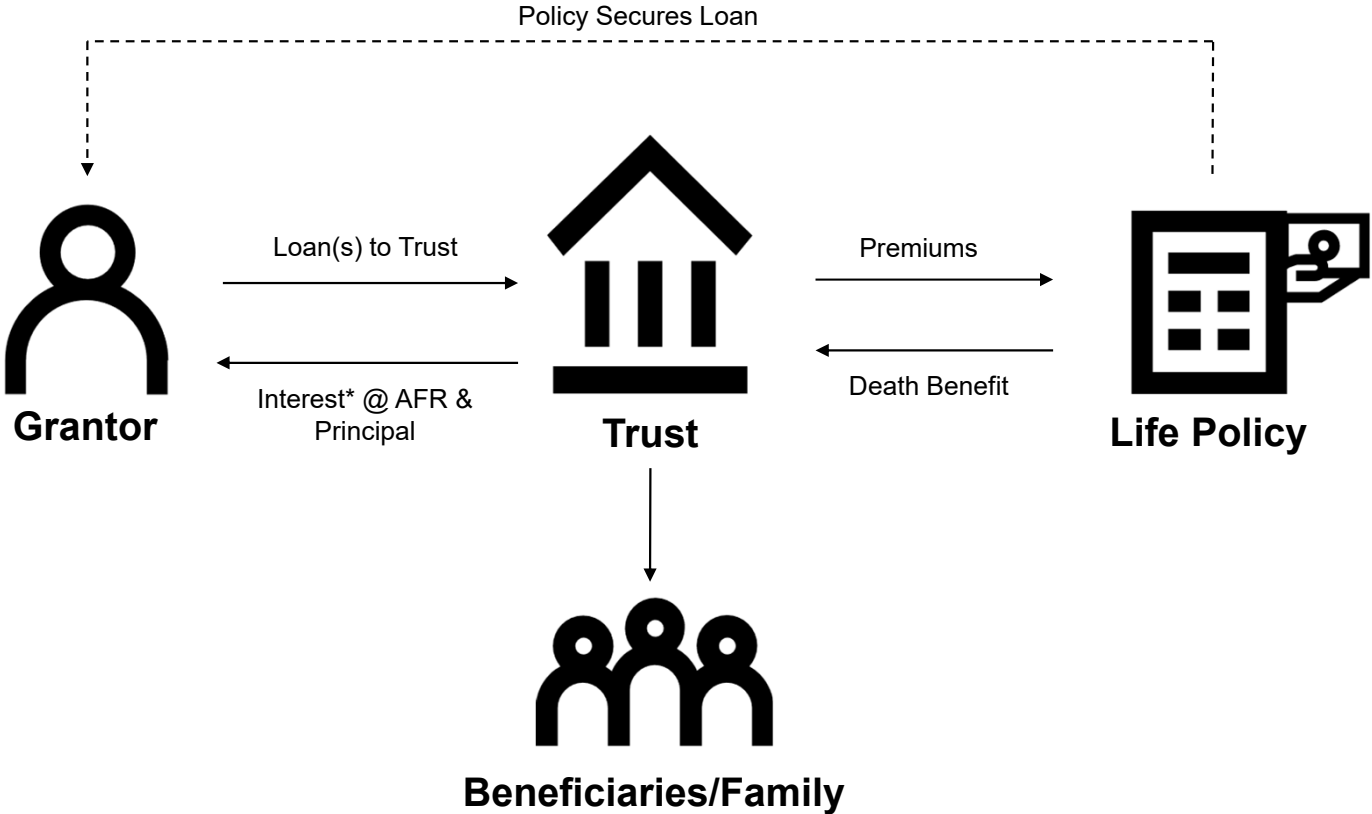 Policy Secures Loan
Loan(s) to Trust
Premiums
Interest* @ AFR &
Principal
Death Benefit
Grantor
Trust
Life Policy
Beneficiaries/Family